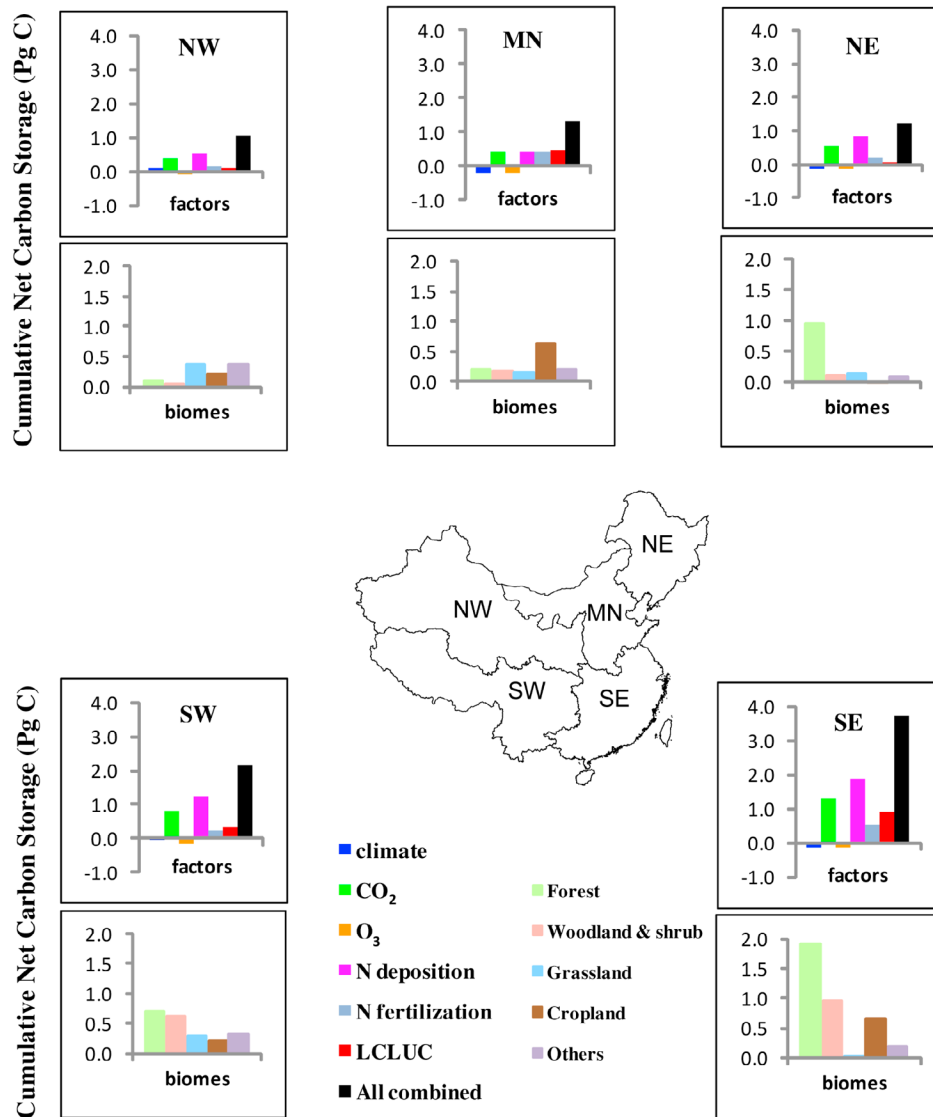 Cumulative Net Carbon Storage (Pg C)
NW
4.0
3.0
2.0
1.0
0.0
-1.0
factors
2.0
1.5
1.0
0.5
0.0
biomes
MN
4.0
3.0
2.0
1.0
0.0
-1.0
factors
2.0
1.5
1.0
0.5
0.0
biomes
NE
4.0
3.0
2.0
1.0
0.0
-1.0
factors
2.0
1.5
1.0
0.5
0.0
biomes
NE
NW
MN
SW
SE
Cumulative Net Carbon Storage (Pg C)
SW
4.0
3.0
2.0
1.0
0.0
-1.0
factors
2.0
1.5
1.0
0.5
0.0
biomes
climate
CO₂
O₃
N deposition
N fertilization
LCLUC
All combined
Forest
Woodland & shrub
Grassland
Cropland
Others
SE
4.0
3.0
2.0
1.0
0.0
-1.0
factors
2.0
1.5
1.0
0.5
0.0
biomes